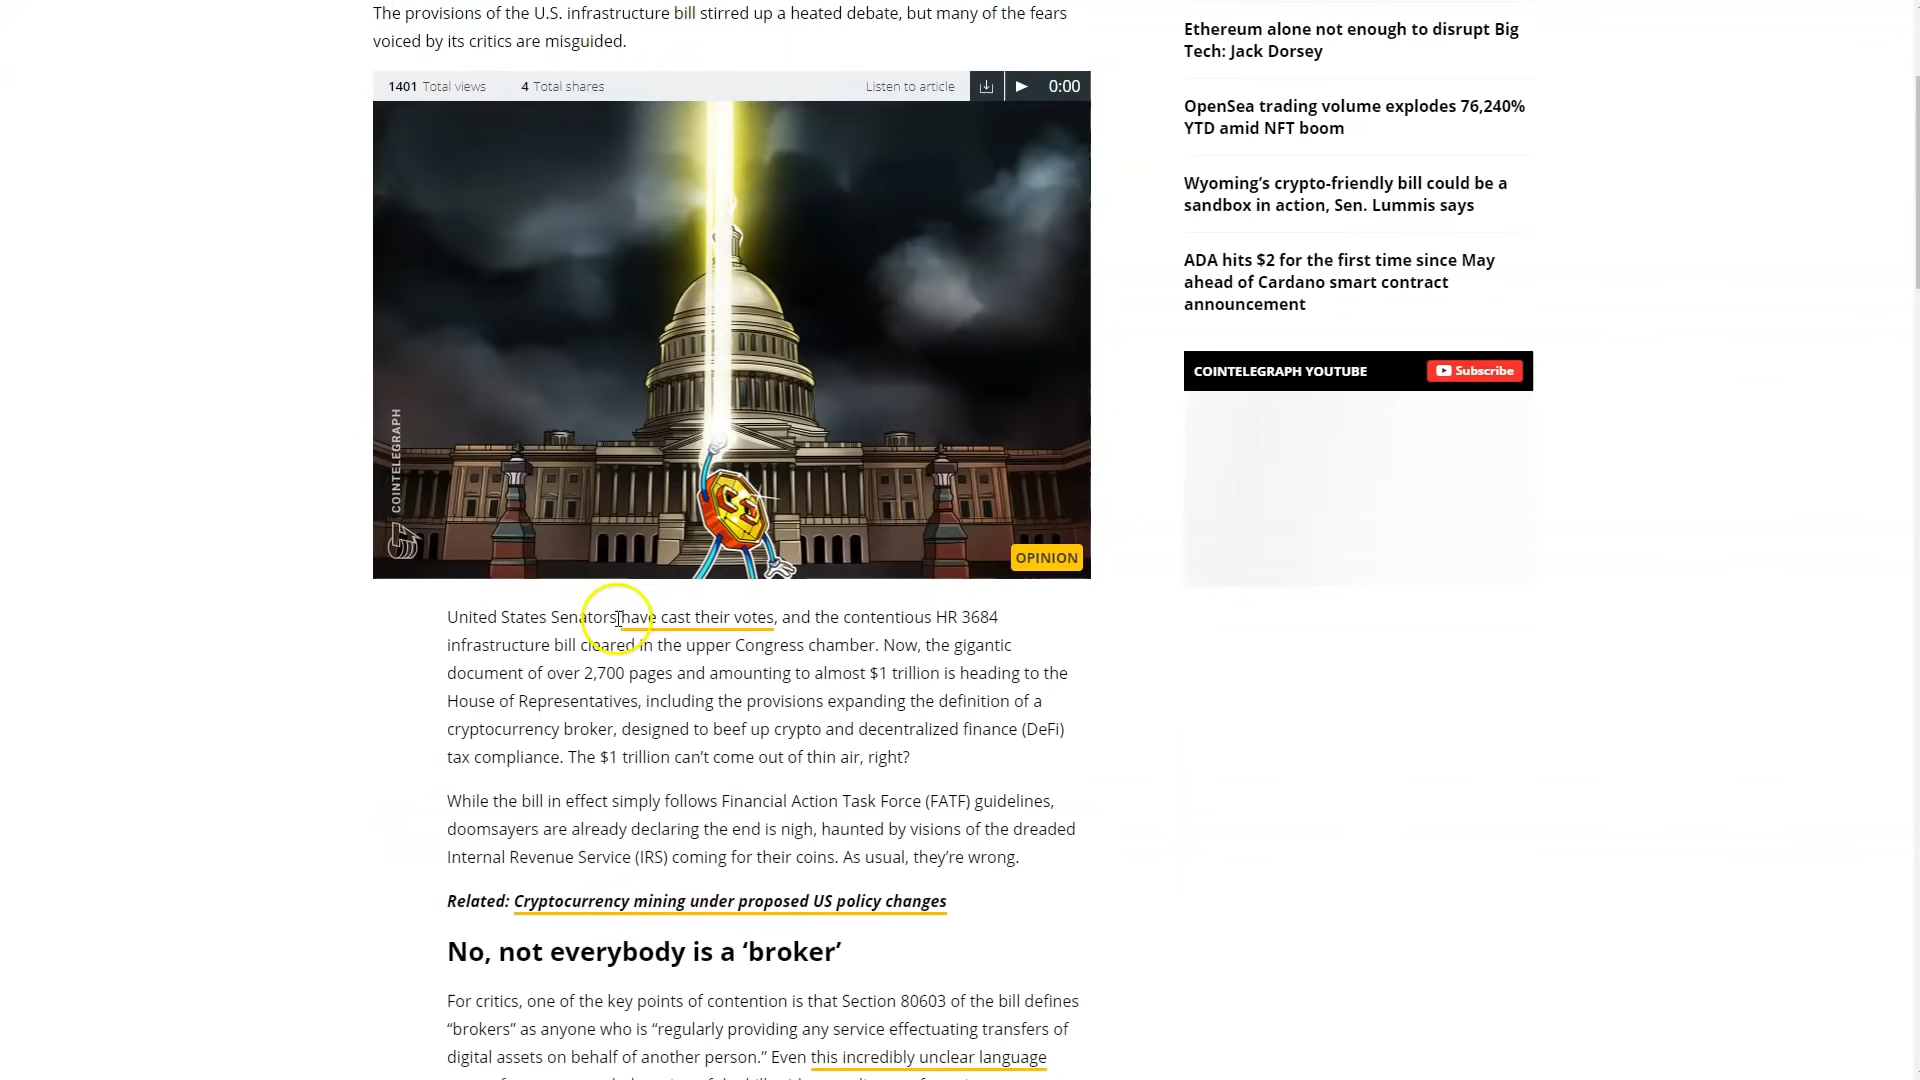 The provisions of the U.S. infrastructure bill stirred up a heated debate, but many of the fears
voiced by its critics are misguided.
1401 Total views 4 Total shares Listen to article 0:00
COINTELEGRAPH
OPINION
United States Senators have cast their votes, and the contentious HR 3684
infrastructure bill cleared in the upper Congress chamber. Now, the gigantic
document of over 2,700 pages and amounting to almost $1 trillion is heading to the
House of Representatives, including the provisions expanding the definition of a
cryptocurrency broker, designed to beef up crypto and decentralized finance (DeFi)
tax compliance. The $1 trillion can’t come out of thin air, right?
While the bill in effect simply follows Financial Action Task Force (FATF) guidelines,
doomsayers are already declaring the end is nigh, haunted by visions of the dreaded
Internal Revenue Service (IRS) coming for their coins. As usual, they’re wrong.
Related: Cryptocurrency mining under proposed US policy changes
No, not everybody is a ‘broker’
For critics, one of the key points of contention is that Section 80603 of the bill defines
“brokers” as anyone who is “regularly providing any service effectuating transfers of
digital assets on behalf of another person.” Even this incredibly unclear language
Ethereum alone not enough to disrupt Big
Tech: Jack Dorsey
OpenSea trading volume explodes 76,240%
YTD amid NFT boom
Wyoming’s crypto-friendly bill could be a
sandbox in action, Sen. Lummis says
ADA hits $2 for the first time since May
ahead of Cardano smart contract
announcement
COINTELEGRAPH YOUTUBE Subscribe